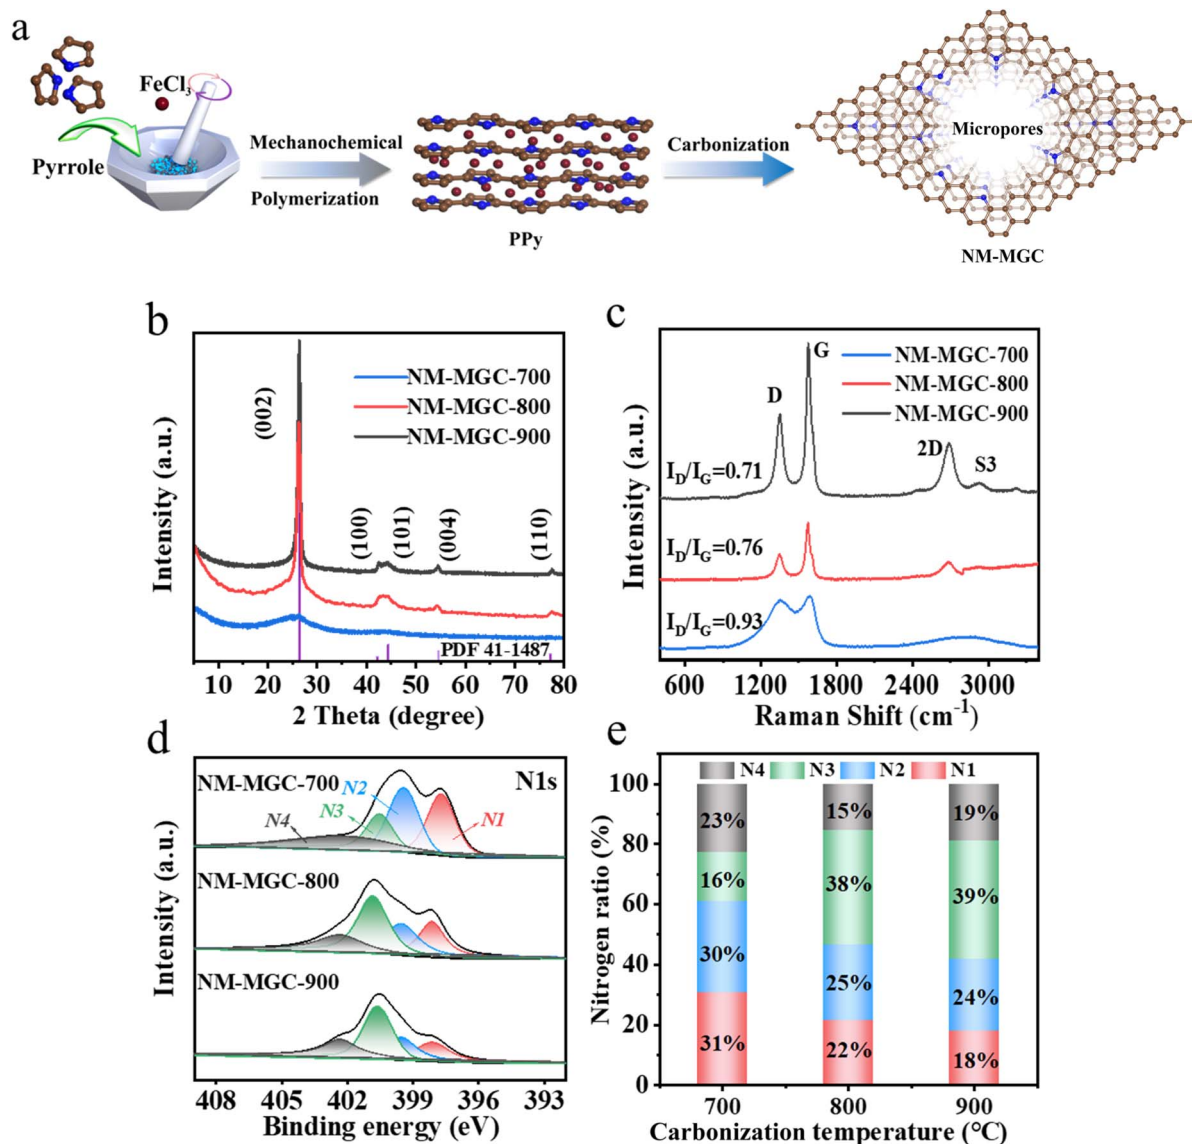 a
FeCl3
Pyrrole
Mechanochemical
Polymerization
PPy
Carbonization
Micropores
NM-MGC
b
Intensity (a.u.)
NM-MGC-700
NM-MGC-800
NM-MGC-900
(002)
(100)
(101)
(004)
(110)
PDF 41-1487
10 20 30 40 50 60 70 80
2 Theta (degree)
c
Intensity (a.u.)
NM-MGC-700
NM-MGC-800
NM-MGC-900
D
G
2D
S3
ID/IG=0.71
ID/IG=0.76
ID/IG=0.93
600 1200 1800 2400 3000
Raman Shift (cm-1)
d
Intensity (a.u.)
N1s
NM-MGC-700
N4
N3
N2
N1
NM-MGC-800
NM-MGC-900
408 405 402 399 396 393
Binding energy (eV)
e
Nitrogen ratio (%)
N4 N3 N2 N1
100
80
60
40
20
0
23% 15% 19%
16% 38% 39%
30% 25% 24%
31% 22% 18%
700 800 900
Carbonization temperature (°C)